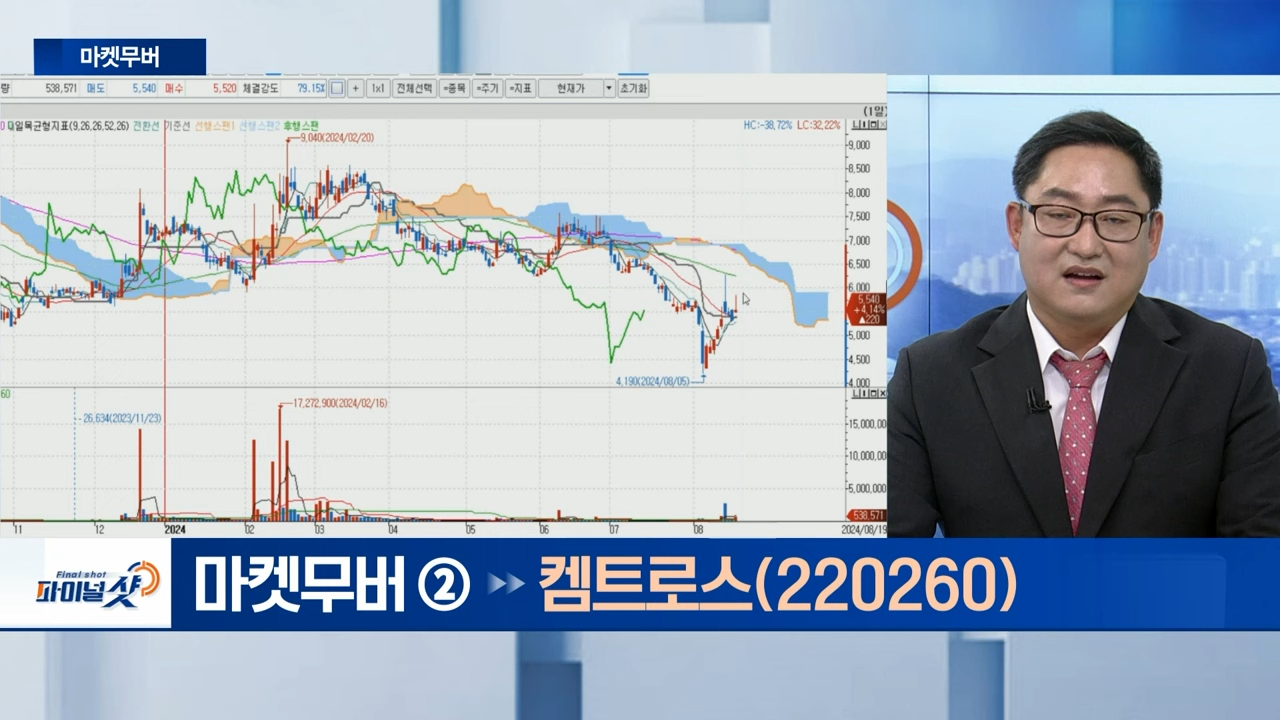 마켓무버
량 538,571 매도 5,540 매수 5,520 체결강도 79.15% + 1x1 전체선택 =종목 =주기 =지표 현재가 초기화
(1일)
일목균형지표(9,26,26,52,26) 전환선 기준선 선행스팬1 선행스팬2 후행스팬
HC:-38,72% LC:32,22%
9,040(2024/02/20)
9,000
8,500
8,000
7,500
7,000
6,500
6,000
5,540
+4,14%
▲220
5,000
4,500
4,190(2024/08/05)
4,000
60
17,272,900(2024/02/16)
26,634(2023/11/23)
15,000,00
10,000,00
5,000,000
538,571
11 12 2024 02 03 04 05 06 07 08 2024/08/19
Final shot
파이널샷
마켓무버 ② 켐트로스(220260)